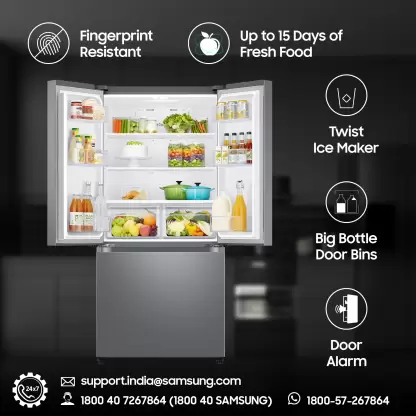 Fingerprint
Resistant
Up to 15 Days of
Fresh Food
Twist
Ice Maker
Big Bottle
Door Bins
Door
Alarm
24x7
support.india@samsung.com
1800 40 7267864 (1800 40 SAMSUNG)
1800-57-267864